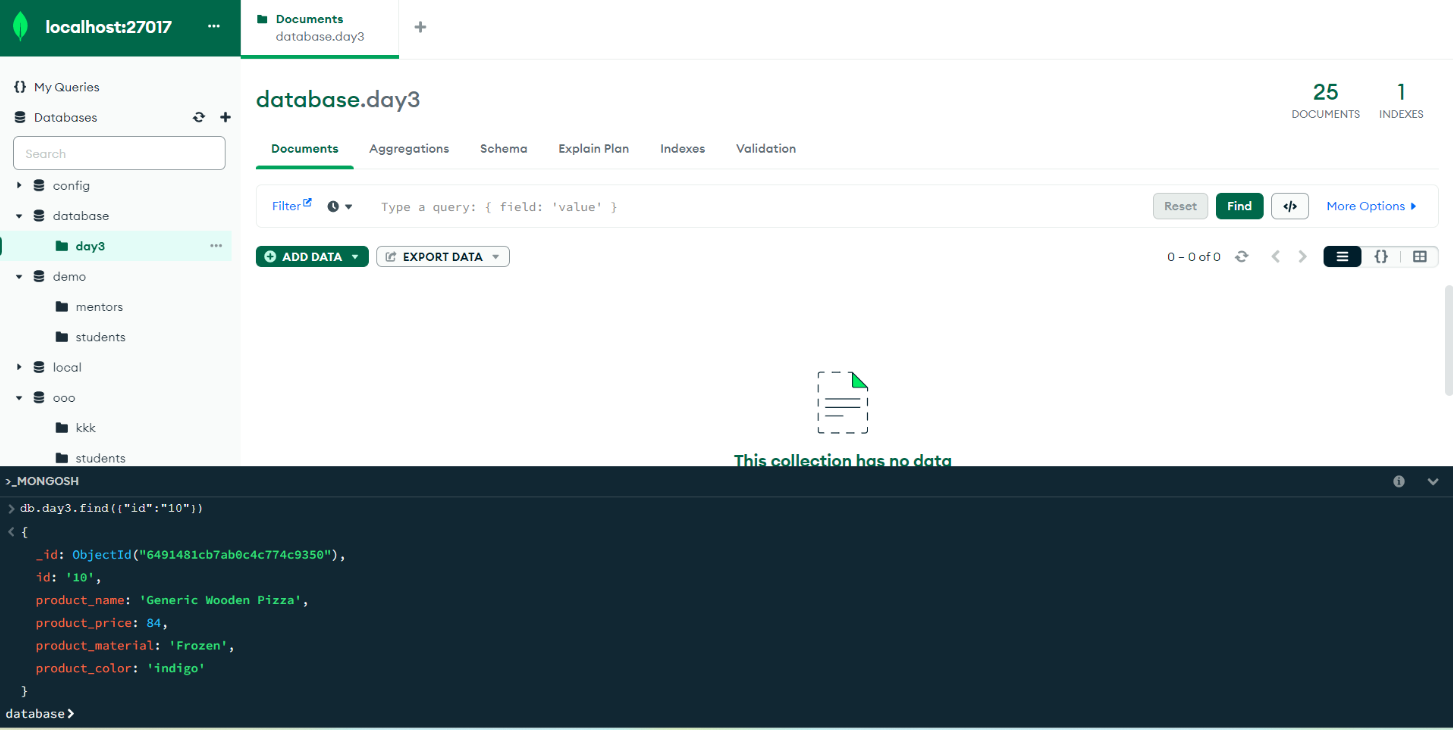 localhost:27017 ...
Documents
database.day3
+
{} My Queries
Databases
Search
config
database
day3
demo
mentors
students
local
ooo
kkk
students
database.day3
25
DOCUMENTS
1
INDEXES
Documents Aggregations Schema Explain Plan Indexes Validation
Filter Type a query: { field: 'value' } Reset Find </> More Options
ADD DATA EXPORT DATA 0 – 0 of 0 {}
This collection has no data
>_MONGOSH
> db.day3.find({"id":"10"})
< {
_id: ObjectId("6491481cb7ab0c4c774c9350"),
id: '10',
product_name: 'Generic Wooden Pizza',
product_price: 84,
product_material: 'Frozen',
product_color: 'indigo'
}
database>